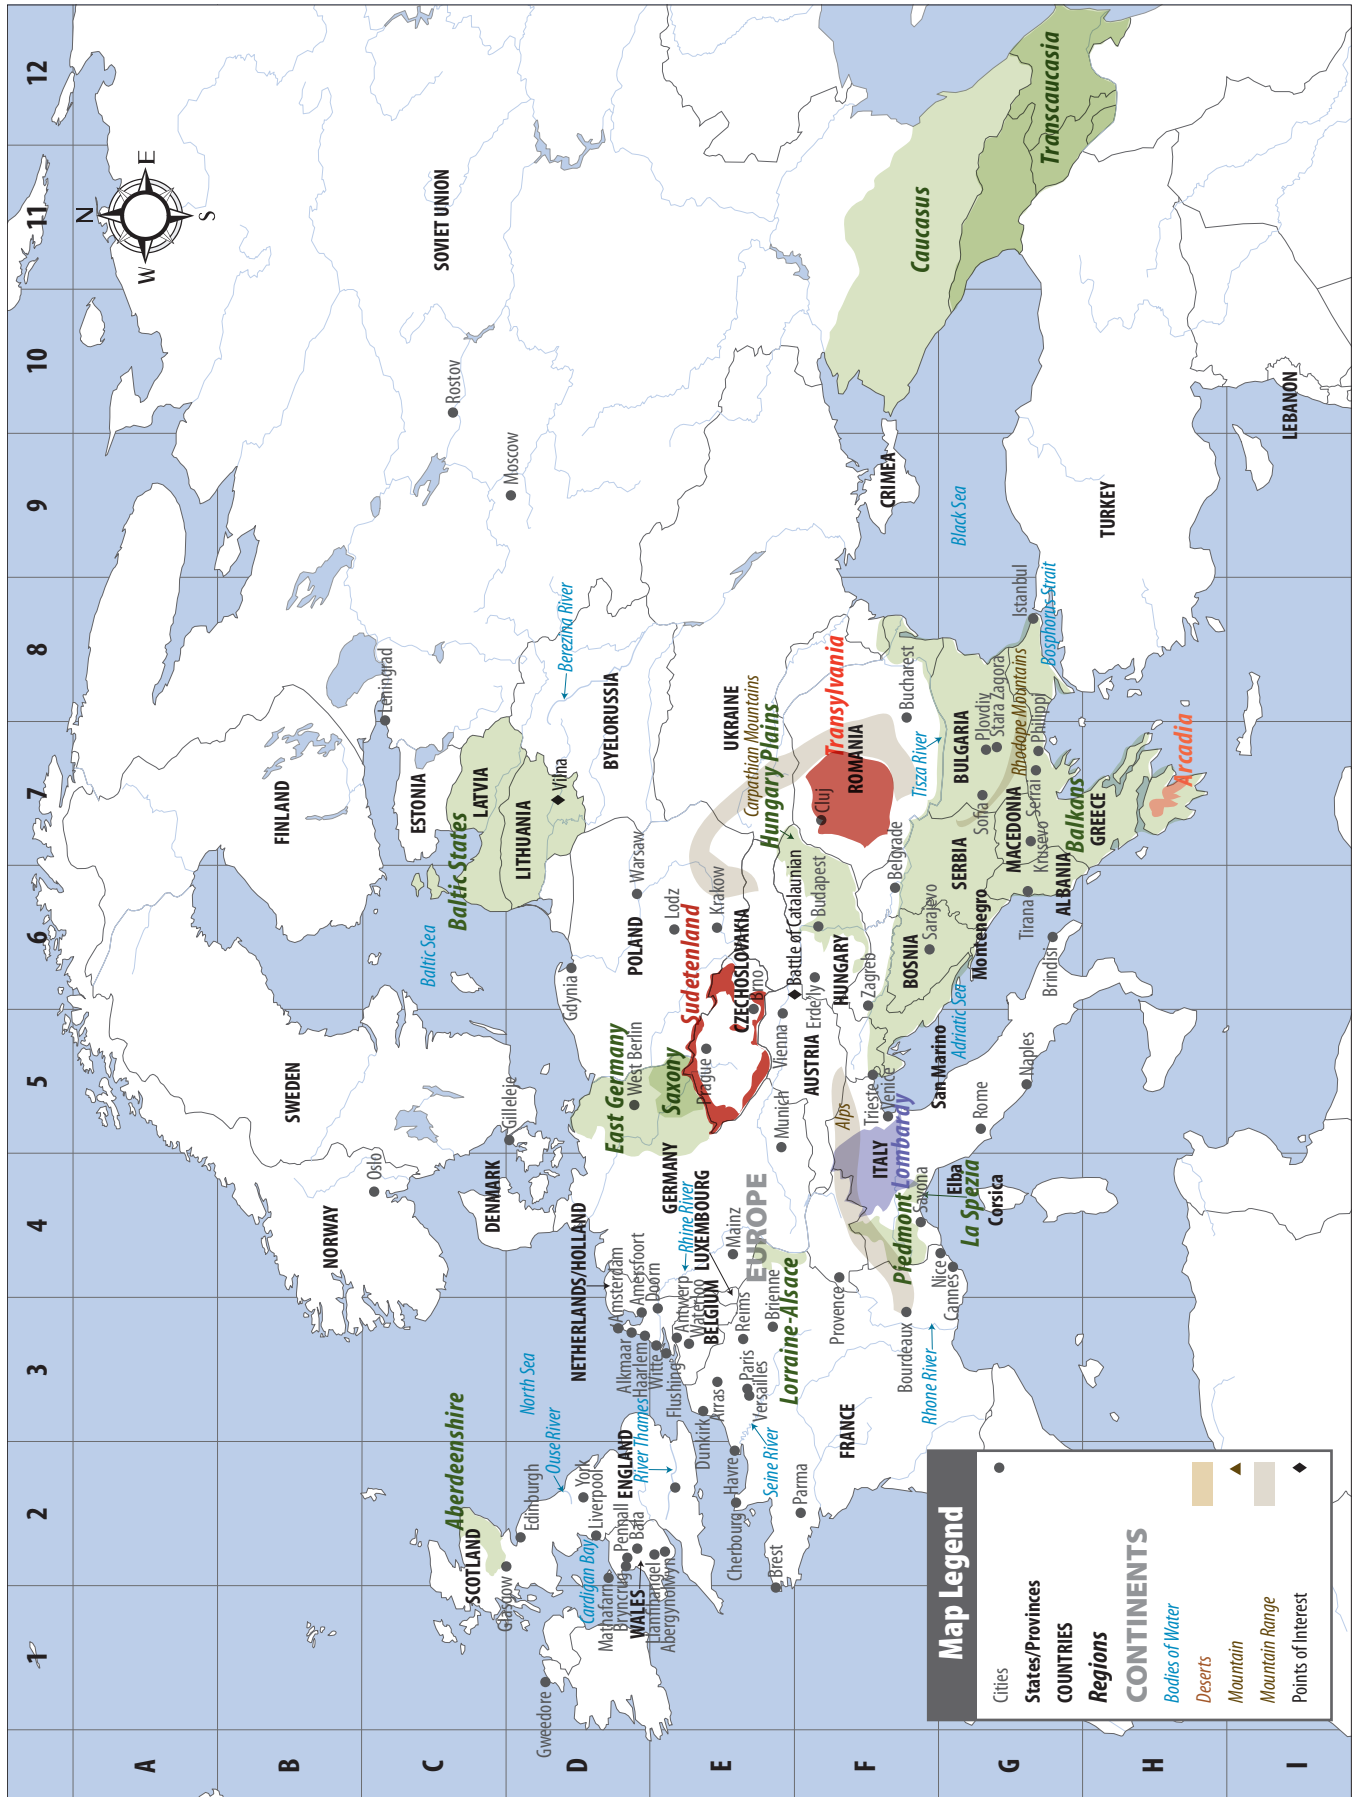 1
2
3
4
5
6
7
8
9
10
11
12
A
B
C
D
E
F
G
H
I
N
E
S
W
NORWAY
SWEDEN
FINLAND
Oslo
SOVIET UNION
Leningrad
Rostov
Moscow
ESTONIA
LATVIA
LITHUANIA
Baltic States
Baltic Sea
Vilna
DENMARK
Gilleleje
Aberdeenshire
SCOTLAND
Glasgow
Edinburgh
North Sea
Ouse River
York
Liverpool
Gweedore
Cardigan Bay
Mathafarn
Bryncrug
Pennall
Bala
WALES
Llanfihangel
Abergynolwyn
ENGLAND
River Thames
NETHERLANDS/HOLLAND
Amsterdam
Alkmaar
Amersfoort
Haarlem
Doorn
Witte
Flushing
Antwerp
Waterloo
BELGIUM
LUXEMBOURG
GERMANY
Rhine River
Mainz
East Germany
West Berlin
Saxony
Gdynia
POLAND
Warsaw
Lodz
Krakow
BYELORUSSIA
Berezina River
UKRAINE
Sudetenland
Prague
CZECHOSLOVAKIA
Brno
Battle of Catalaunian
Carpathian Mountains
Hungary Plains
EUROPE
Dunkirk
Arras
Reims
Paris
Versailles
Brienne
Lorraine-Alsace
Havre
Cherbourg
Seine River
Brest
Parma
FRANCE
Provence
Bourdeaux
Rhone River
Nice
Cannes
Munich
Vienna
AUSTRIA
Erdely
Budapest
HUNGARY
Alps
Trieste
Venice
ITALY
Lombardy
Piedmont
Savona
La Spezia
Elba
Corsica
San Marino
Rome
Naples
Adriatic Sea
Brindisi
Zagreb
BOSNIA
Sarajevo
Montenegro
Belgrade
SERBIA
Cluj
ROMANIA
Transylvania
Bucharest
Tisza River
BULGARIA
Sofia
Plovdiv
Stara Zagora
Rhodope Mountains
Philippi
Serrai
MACEDONIA
Krusevo
Tirana
ALBANIA
Balkans
GREECE
Arcadia
Istanbul
Bosphorus Strait
Black Sea
CRIMEA
TURKEY
LEBANON
Caucasus
Transcaucasia
Map Legend
Cities
States/Provinces
COUNTRIES
Regions
CONTINENTS
Bodies of Water
Deserts
Mountain
Mountain Range
Points of Interest